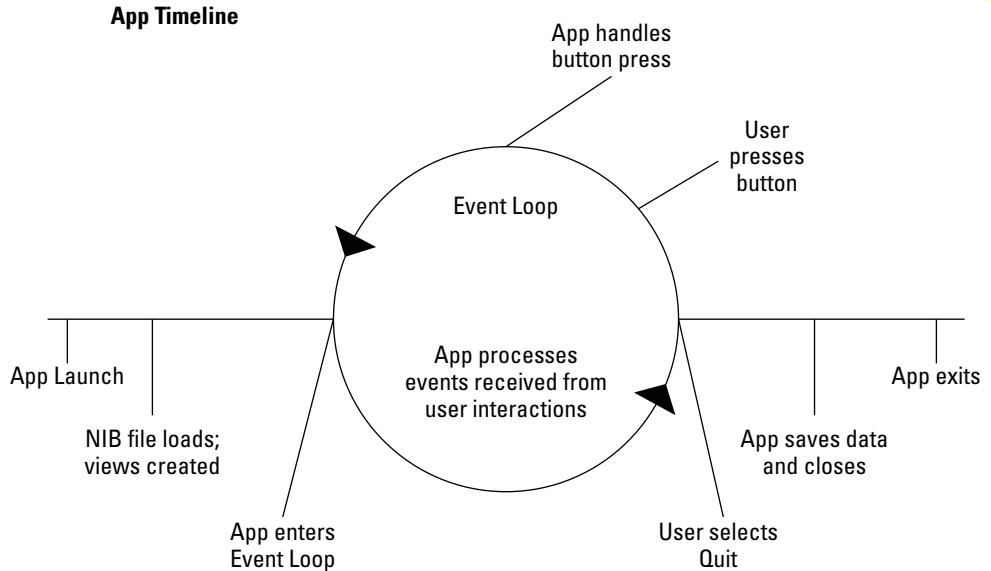 App Timeline
App handles
button press
User
presses
button
Event Loop
App processes
events received from
user interactions
App Launch
App exits
NIB file loads;
views created
App saves data
and closes
App enters
Event Loop
User selects
Quit